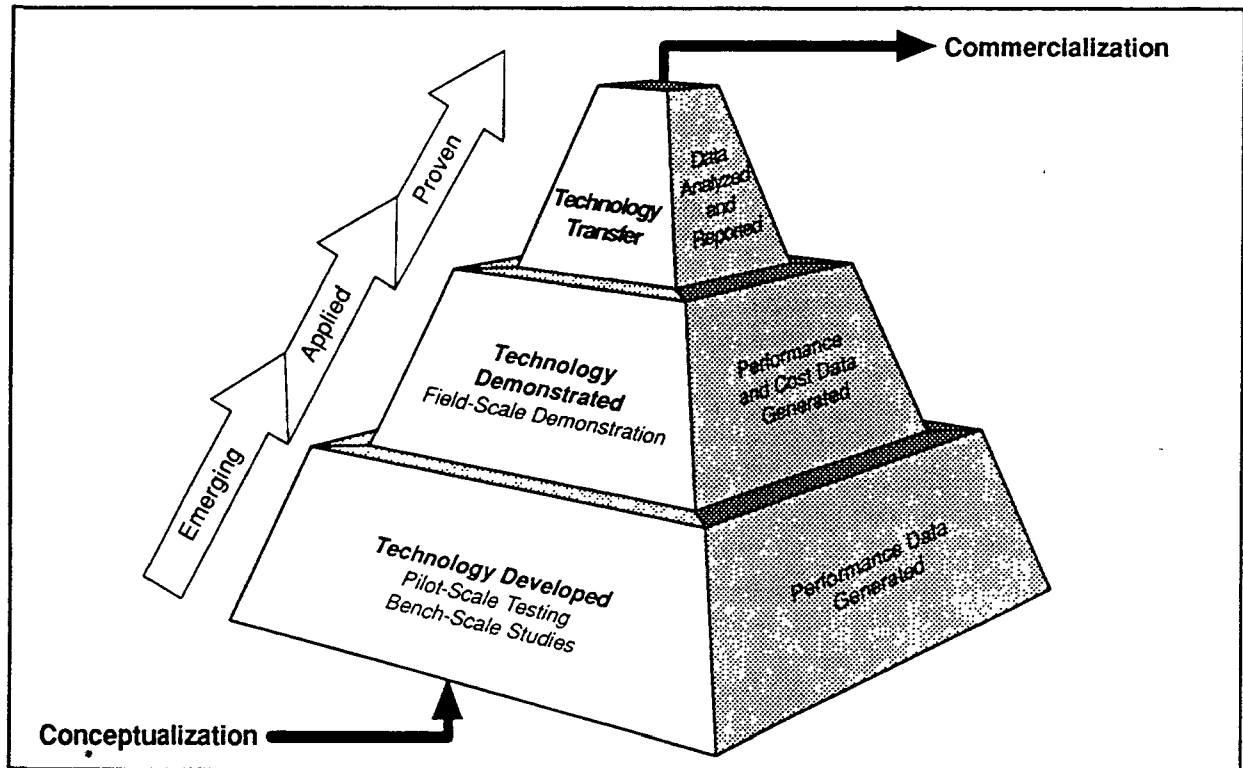 Commercialization
Proven
Applied
Emerging
Technology
Transfer
Data
Analyzed
and
Reported
Technology
Demonstrated
Field-Scale Demonstration
Performance
and Cost Data
Generated
Technology Developed
Pilot-Scale Testing
Bench-Scale Studies
Performance Data
Generated
Conceptualization